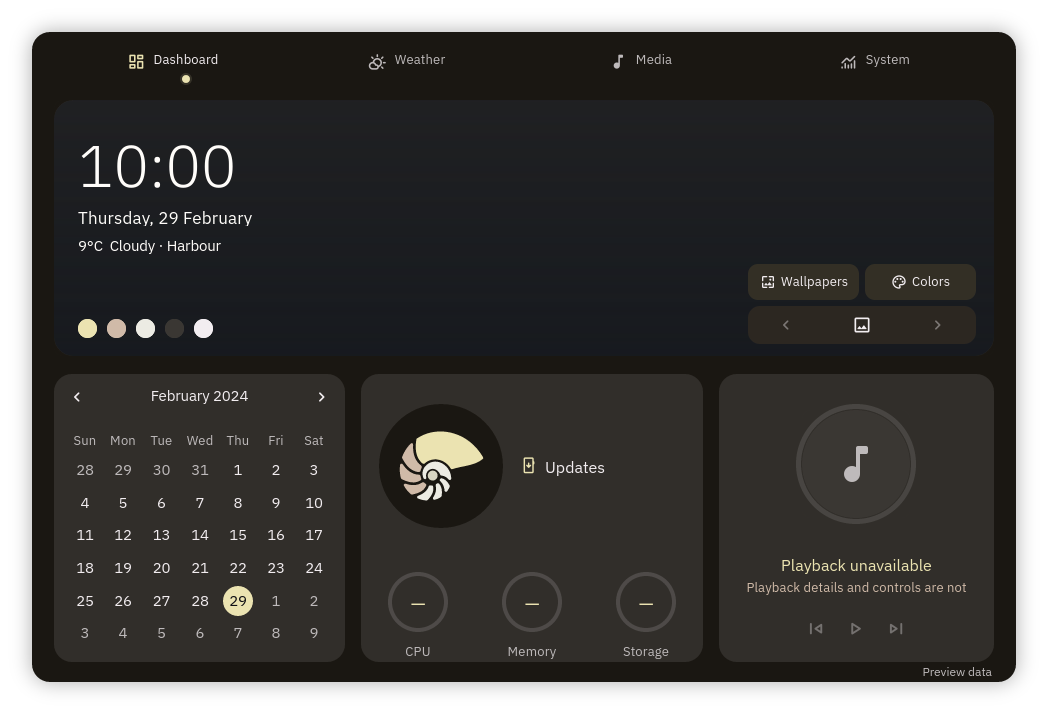 Dashboard
Weather
Media
System
10:00
Thursday, 29 February
9°C Cloudy · Harbour
Wallpapers
Colors
February 2024
Sun Mon Tue Wed Thu Fri Sat
28 29 30 31 1 2 3
4 5 6 7 8 9 10
11 12 13 14 15 16 17
18 19 20 21 22 23 24
25 26 27 28 29 1 2
3 4 5 6 7 8 9
Updates
— — —
CPU Memory Storage
Playback unavailable
Playback details and controls are not
Preview data